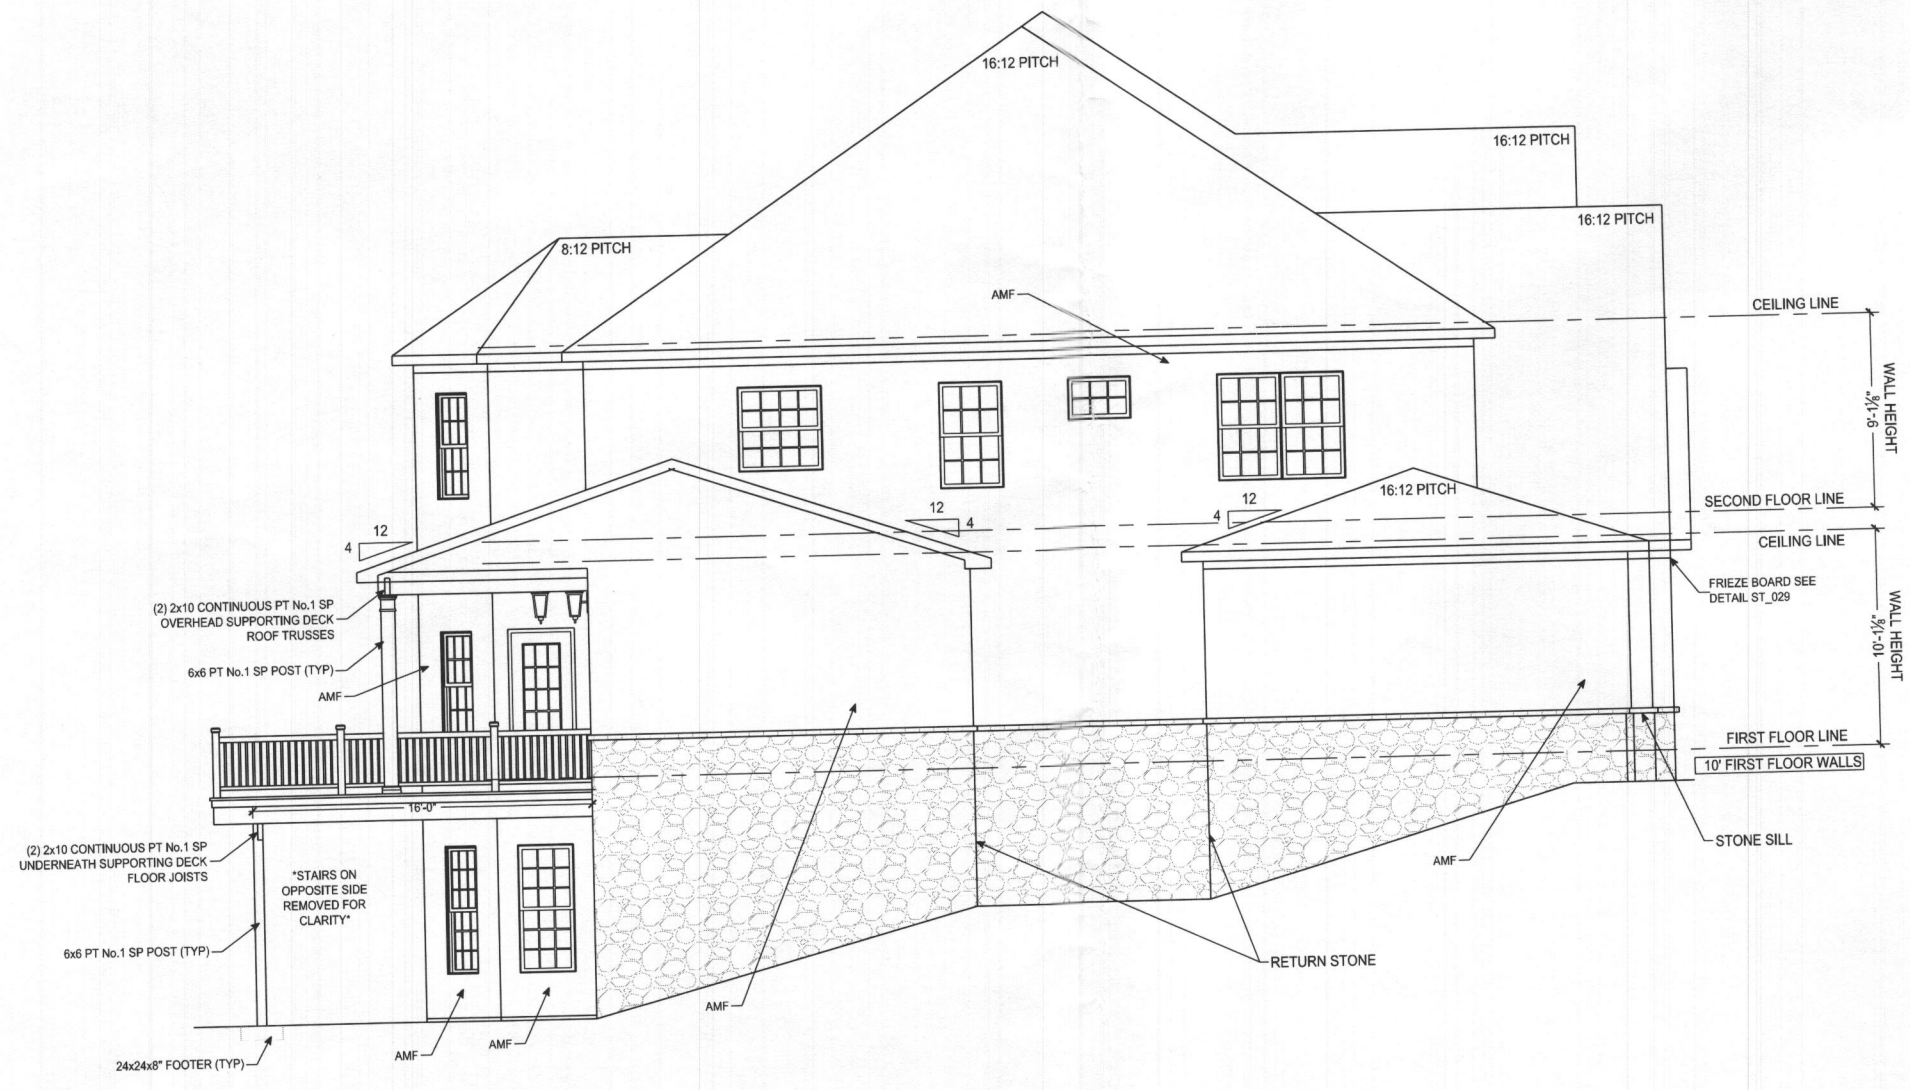 16:12 PITCH
16:12 PITCH
16:12 PITCH
8:12 PITCH
AMF
CEILING LINE
WALL HEIGHT
9'-1⅛"
SECOND FLOOR LINE
CEILING LINE
16:12 PITCH
12
4
12
4
12
4
FRIEZE BOARD SEE
DETAIL ST_029
WALL HEIGHT
10'-1⅛"
(2) 2x10 CONTINUOUS PT No.1 SP
OVERHEAD SUPPORTING DECK
ROOF TRUSSES
6x6 PT No.1 SP POST (TYP)
AMF
FIRST FLOOR LINE
10' FIRST FLOOR WALLS
16'-0"
(2) 2x10 CONTINUOUS PT No.1 SP
UNDERNEATH SUPPORTING DECK
FLOOR JOISTS
*STAIRS ON
OPPOSITE SIDE
REMOVED FOR
CLARITY*
STONE SILL
AMF
6x6 PT No.1 SP POST (TYP)
RETURN STONE
AMF
AMF
AMF
24x24x8" FOOTER (TYP)